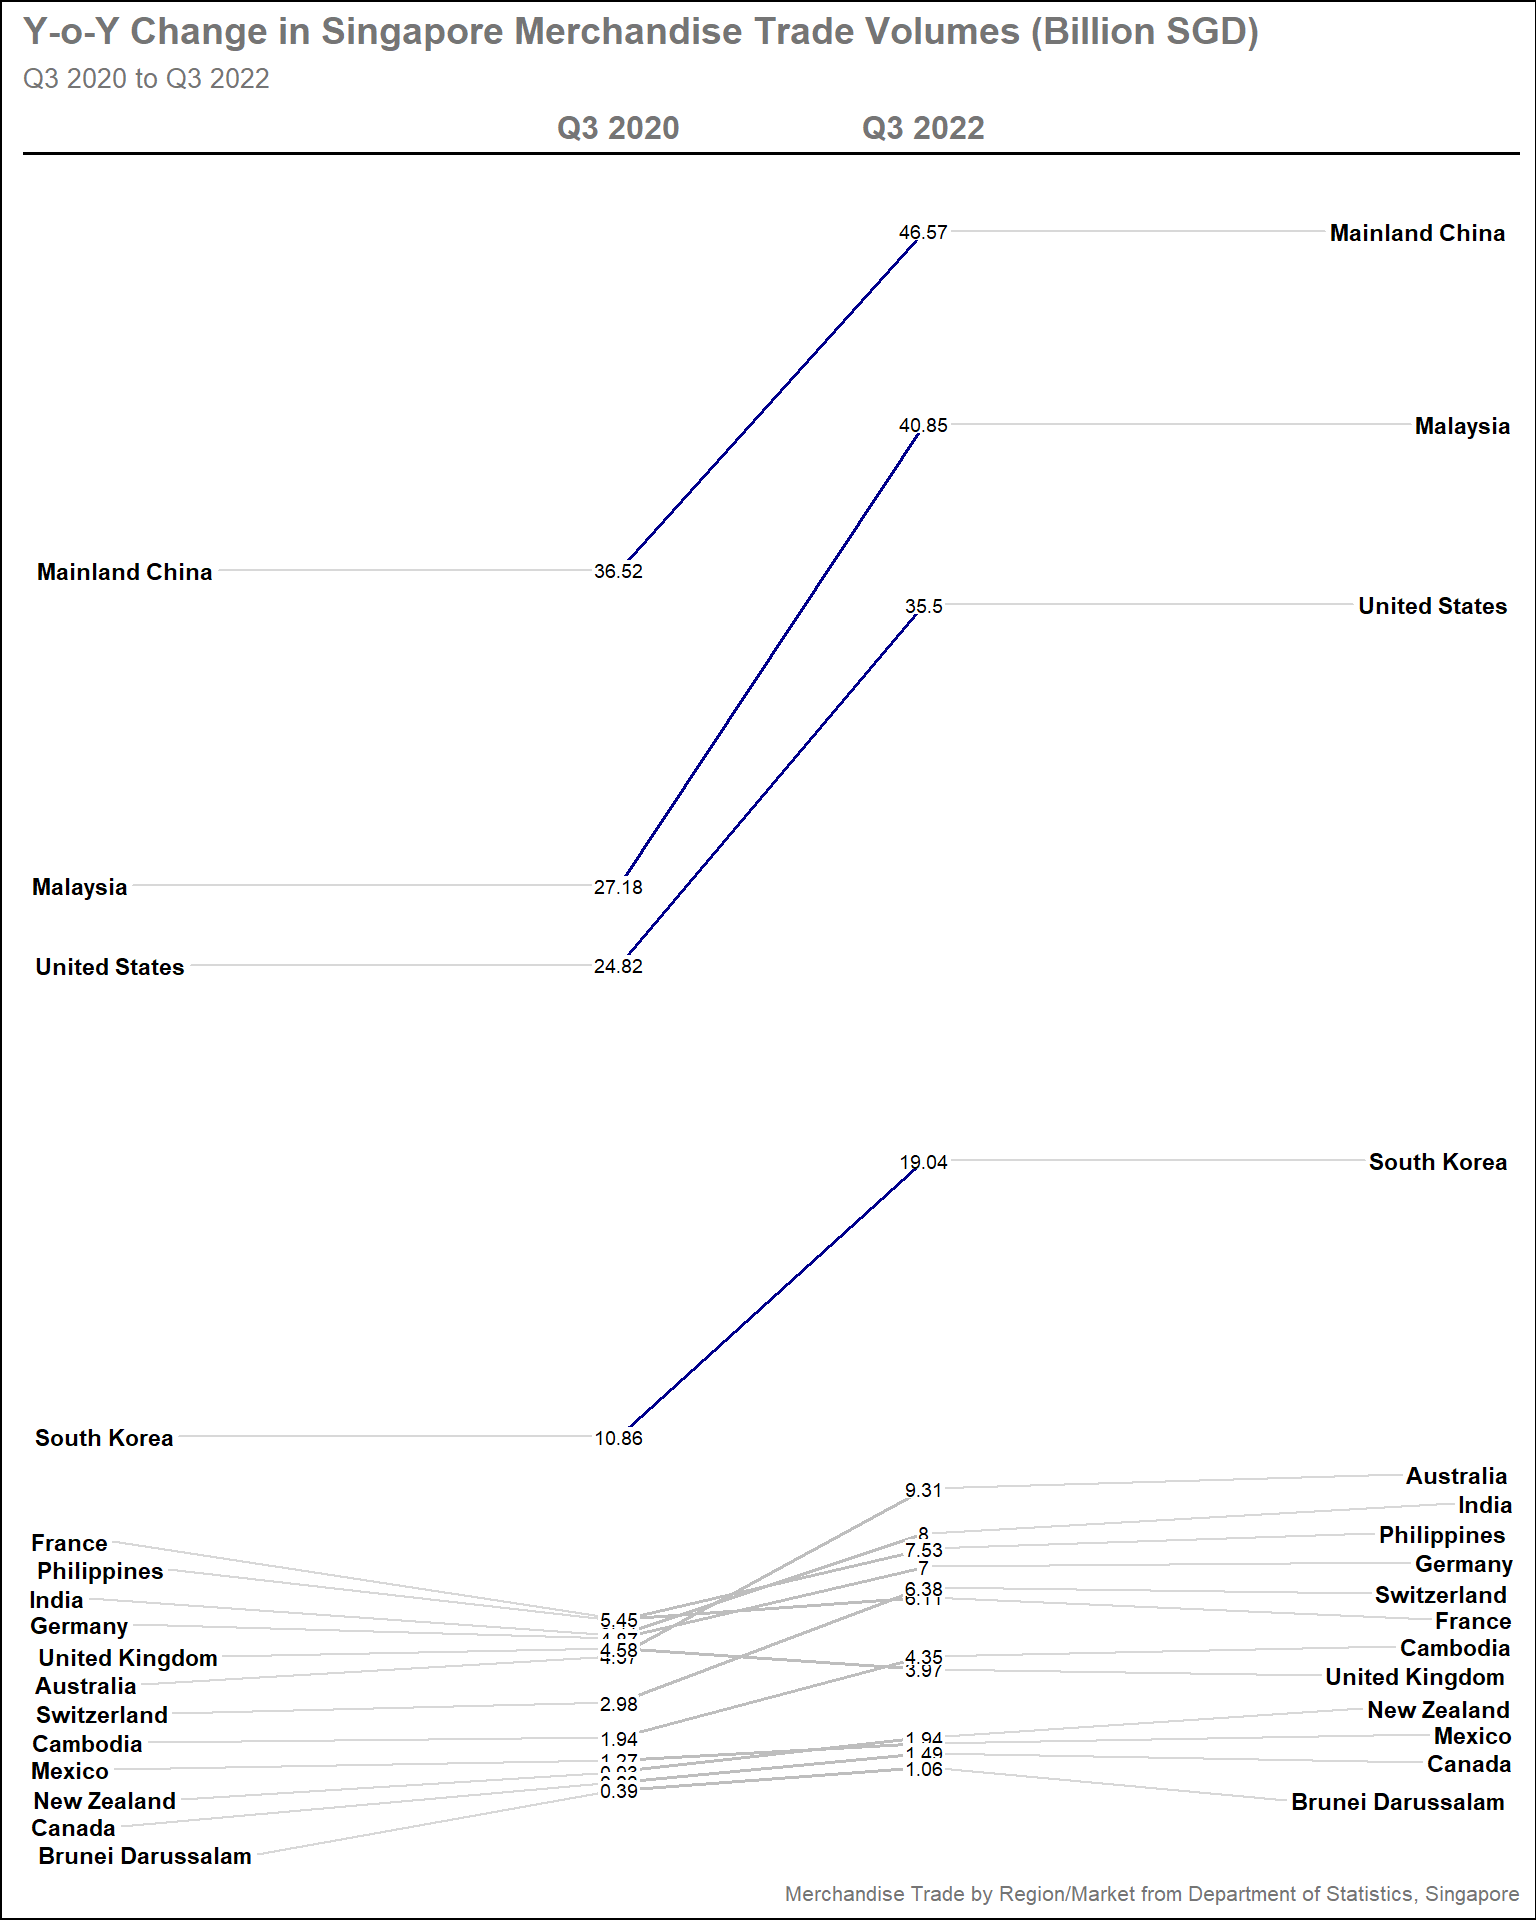 Y-o-Y Change in Singapore Merchandise Trade Volumes (Billion SGD)
Q3 2020 to Q3 2022
Q3 2020 Q3 2022
46.57 Mainland China
40.85 Malaysia
Mainland China 36.52
35.5 United States
Malaysia 27.18
United States 24.82
19.04 South Korea
South Korea 10.86
9.31 Australia
8 India
7.53 Philippines
7 Germany
6.38 Switzerland
6.11 France
4.35 Cambodia
3.97 United Kingdom
1.94 New Zealand
Mexico
1.49 Canada
1.06 Brunei Darussalam
France
Philippines 5.45
India
Germany 4.87
United Kingdom 4.58
Australia
Switzerland 2.98
Cambodia 1.94
Mexico 1.27
New Zealand
Canada
Brunei Darussalam 0.39
Merchandise Trade by Region/Market from Department of Statistics, Singapore